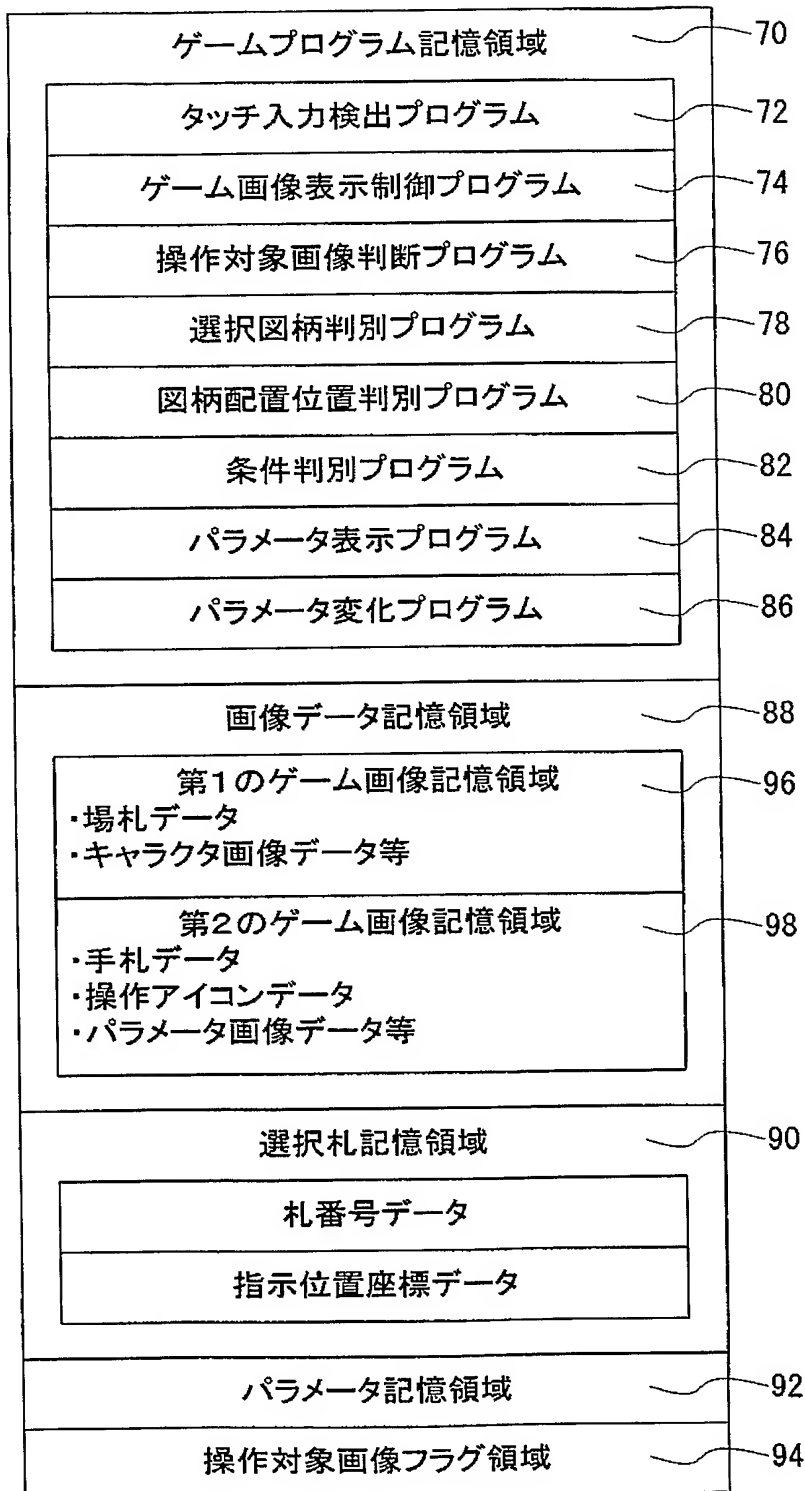 ゲームプログラム記憶領域 70
タッチ入力検出プログラム 72
ゲーム画像表示制御プログラム 74
操作対象画像判断プログラム 76
選択図柄判別プログラム 78
図柄配置位置判別プログラム 80
条件判別プログラム 82
パラメータ表示プログラム 84
パラメータ変化プログラム 86
画像データ記憶領域 88
第1のゲーム画像記憶領域 96
・場札データ
・キャラクタ画像データ等
第2のゲーム画像記憶領域 98
・手札データ
・操作アイコンデータ
・パラメータ画像データ等
選択札記憶領域 90
札番号データ
指示位置座標データ
パラメータ記憶領域 92
操作対象画像フラグ領域 94